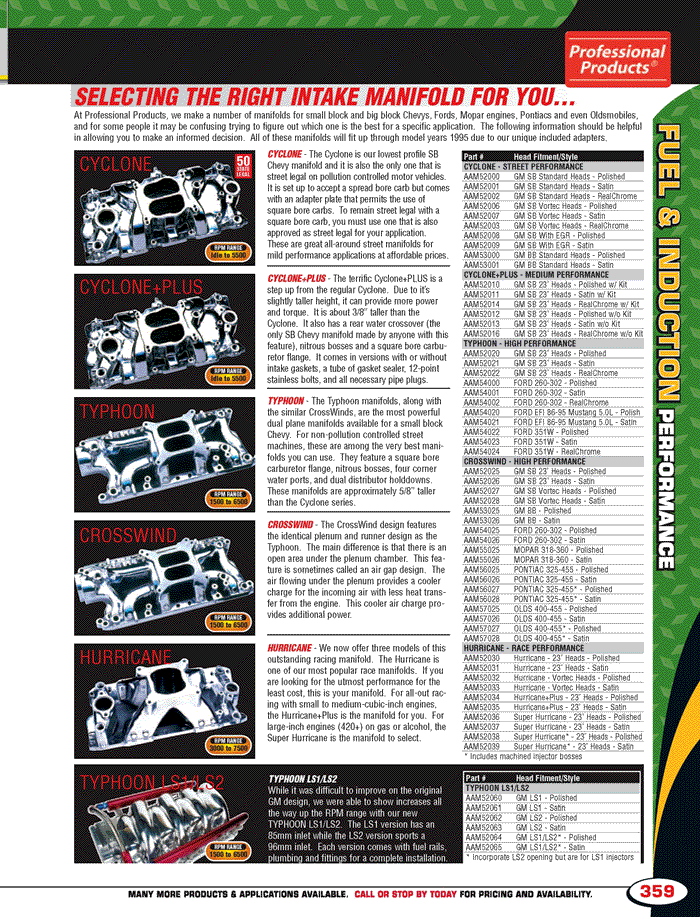 Professional
Products®
SELECTING THE RIGHT INTAKE MANIFOLD FOR YOU...
At Professional Products, we make a number of manifolds for small block and big block Chevys, Fords, Mopar engines, Pontiacs and even Oldsmobiles,
and for some people it may be confusing trying to figure out which one is the best for a specific application. The following information should be helpful
in allowing you to make an informed decision. All of these manifolds will fit up through model years 1995 due to our unique included adapters.
CYCLONE
50
STATE
LEGAL
RPM RANGE
Idle to 5500
CYCLONE - The Cyclone is our lowest profile SB
Chevy manifold and it is also the only one that is
street legal on pollution controlled motor vehicles.
It is set up to accept a spread bore carb but comes
with an adapter plate that permits the use of
square bore carbs. To remain street legal with a
square bore carb, you must use one that is also
approved as street legal for your application.
These are great all-around street manifolds for
mild performance applications at affordable prices.
CYCLONE+PLUS
RPM RANGE
Idle to 5500
CYCLONE+PLUS - The terrific Cyclone+PLUS is a
step up from the regular Cyclone. Due to it's
slightly taller height, it can provide more power
and torque. It is about 3/8" taller than the
Cyclone. It also has a rear water crossover (the
only SB Chevy manifold made by anyone with this
feature), nitrous bosses and a square bore carbu-
retor flange. It comes in versions with or without
intake gaskets, a tube of gasket sealer, 12-point
stainless bolts, and all necessary pipe plugs.
TYPHOON
RPM RANGE
1500 to 6500
TYPHOON - The Typhoon manifolds, along with
the similar CrossWinds, are the most powerful
dual plane manifolds available for a small block
Chevy. For non-pollution controlled street
machines, these are among the very best mani-
folds you can use. They feature a square bore
carburetor flange, nitrous bosses, four corner
water ports, and dual distributor holddowns.
These manifolds are approximately 5/8" taller
than the Cyclone series.
CROSSWIND
RPM RANGE
1500 to 6500
CROSSWIND - The CrossWind design features
the identical plenum and runner design as the
Typhoon. The main difference is that there is an
open area under the plenum chamber. This fea-
ture is sometimes called an air gap design. The
air flowing under the plenum provides a cooler
charge for the incoming air with less heat trans-
fer from the engine. This cooler air charge pro-
vides additional power.
HURRICANE
RPM RANGE
3000 to 7500
HURRICANE - We now offer three models of this
outstanding racing manifold. The Hurricane is
one of our most popular race manifolds. If you
are looking for the utmost performance for the
least cost, this is your manifold. For all-out rac-
ing with small to medium-cubic-inch engines,
the Hurricane+Plus is the manifold for you. For
large-inch engines (420+) on gas or alcohol, the
Super Hurricane is the manifold to select.
Part # Head Fitment/Style
CYCLONE - STREET PERFORMANCE
AAM52000 GM SB Standard Heads - Polished
AAM52001 GM SB Standard Heads - Satin
AAM52002 GM SB Standard Heads - RealChrome
AAM52006 GM SB Vortec Heads - Polished
AAM52007 GM SB Vortec Heads - Satin
AAM52003 GM SB Vortec Heads - RealChrome
AAM52008 GM SB With EGR - Polished
AAM52009 GM SB With EGR - Satin
AAM53000 GM BB Standard Heads - Polished
AAM53001 GM BB Standard Heads - Satin
CYCLONE+PLUS - MEDIUM PERFORMANCE
AAM52010 GM SB 23˚ Heads - Polished w/ Kit
AAM52011 GM SB 23˚ Heads - Satin w/ Kit
AAM52014 GM SB 23˚ Heads - RealChrome w/ Kit
AAM52012 GM SB 23˚ Heads - Polished w/o Kit
AAM52013 GM SB 23˚ Heads - Satin w/o Kit
AAM52016 GM SB 23˚ Heads - RealChrome w/o Kit
TYPHOON - HIGH PERFORMANCE
AAM52020 GM SB 23˚ Heads - Polished
AAM52021 GM SB 23˚ Heads - Satin
AAM52022 GM SB 23˚ Heads - RealChrome
AAM54000 FORD 260-302 - Polished
AAM54001 FORD 260-302 - Satin
AAM54002 FORD 260-302 - RealChrome
AAM54020 FORD EFI 86-95 Mustang 5.0L - Polish
AAM54021 FORD EFI 86-95 Mustang 5.0L - Satin
AAM54022 FORD 351W - Polished
AAM54023 FORD 351W - Satin
AAM54024 FORD 351W - RealChrome
CROSSWIND - HIGH PERFORMANCE
AAM52025 GM SB 23˚ Heads - Polished
AAM52026 GM SB 23˚ Heads - Satin
AAM52027 GM SB Vortec Heads - Polished
AAM52028 GM SB Vortec Heads - Satin
AAM53025 GM BB - Polished
AAM53026 GM BB - Satin
AAM54025 FORD 260-302 - Polished
AAM54026 FORD 260-302 - Satin
AAM55025 MOPAR 318-360 - Polished
AAM55026 MOPAR 318-360 - Satin
AAM56025 PONTIAC 325-455 - Polished
AAM56026 PONTIAC 325-455 - Satin
AAM56027 PONTIAC 325-455* - Polished
AAM56028 PONTIAC 325-455* - Satin
AAM57025 OLDS 400-455 - Polished
AAM57026 OLDS 400-455 - Satin
AAM57027 OLDS 400-455* - Polished
AAM57028 OLDS 400-455* - Satin
HURRICANE - RACE PERFORMANCE
AAM52030 Hurricane - 23˚ Heads - Polished
AAM52031 Hurricane - 23˚ Heads - Satin
AAM52032 Hurricane - Vortec Heads - Polished
AAM52033 Hurricane - Vortec Heads - Satin
AAM52034 Hurricane+Plus - 23˚ Heads - Polished
AAM52035 Hurricane+Plus - 23˚ Heads - Satin
AAM52036 Super Hurricane - 23˚ Heads - Polished
AAM52037 Super Hurricane - 23˚ Heads - Satin
AAM52038 Super Hurricane* - 23˚ Heads - Polished
AAM52039 Super Hurricane* - 23˚ Heads - Satin
* Includes machined injector bosses
TYPHOON LS1/LS2
RPM RANGE
1500 to 6500
TYPHOON LS1/LS2
While it was difficult to improve on the original
GM design, we were able to show increases all
the way up the RPM range with our new
TYPHOON LS1/LS2. The LS1 version has an
85mm inlet while the LS2 version sports a
96mm inlet. Each version comes with fuel rails,
plumbing and fittings for a complete installation.
Part # Head Fitment/Style
TYPHOON LS1/LS2
AAM52060 GM LS1 - Polished
AAM52061 GM LS1 - Satin
AAM52062 GM LS2 - Polished
AAM52063 GM LS2 - Satin
AAM52064 GM LS1/LS2* - Polished
AAM52065 GM LS1/LS2* - Satin
* Incorporate LS2 opening but are for LS1 injectors
FUEL & INDUCTION PERFORMANCE
MANY MORE PRODUCTS & APPLICATIONS AVAILABLE. CALL OR STOP BY TODAY FOR PRICING AND AVAILABILITY.
359